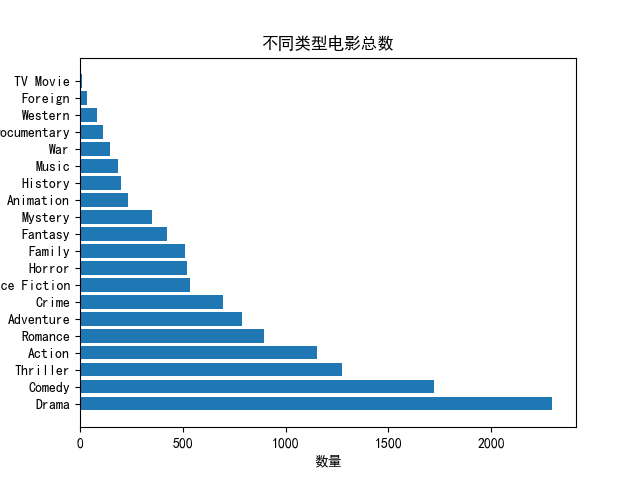 不同类型电影总数
TV Movie
Foreign
Western
ocumentary
War
Music
History
Animation
Mystery
Fantasy
Family
Horror
ce Fiction
Crime
Adventure
Romance
Action
Thriller
Comedy
Drama
0 500 1000 1500 2000
数量